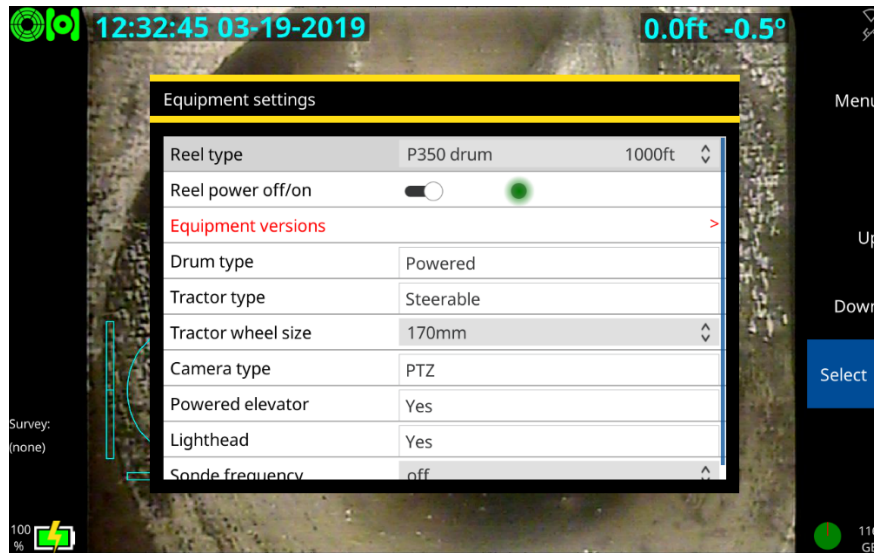 12:32:45 03-19-2019 0.0ft -0.5º
Equipment settings
Menu
Reel type P350 drum 1000ft
Reel power off/on
Equipment versions >
Up
Drum type Powered
Tractor type Steerable
Down
Tractor wheel size 170mm
Camera type PTZ
Select
Powered elevator Yes
Survey:
Lighthead Yes
(none)
Sonde frequency off
100
%